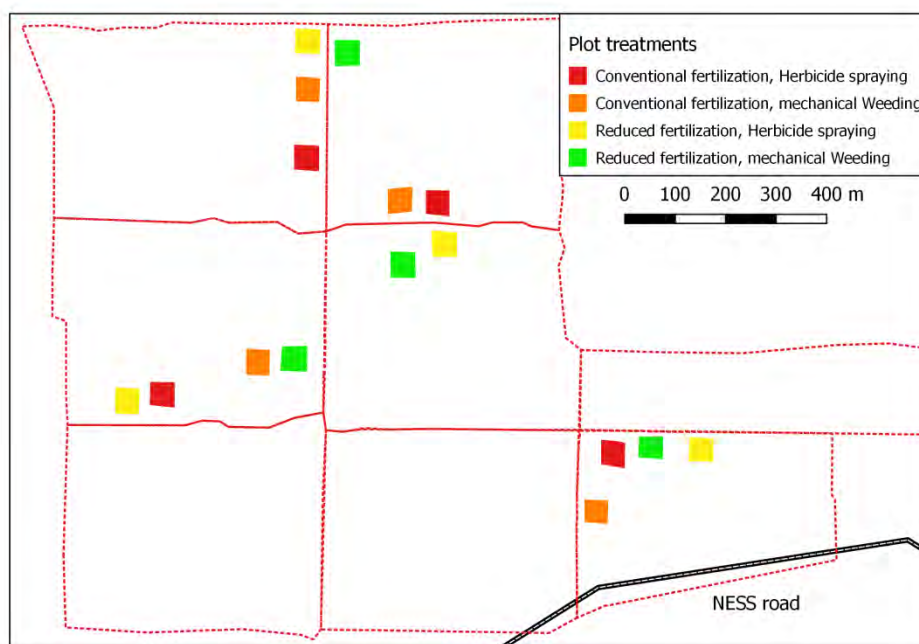 Plot treatments
Conventional fertilization, Herbicide spraying
Conventional fertilization, mechanical Weeding
Reduced fertilization, Herbicide spraying
Reduced fertilization, mechanical Weeding
0 100 200 300 400 m
NESS road